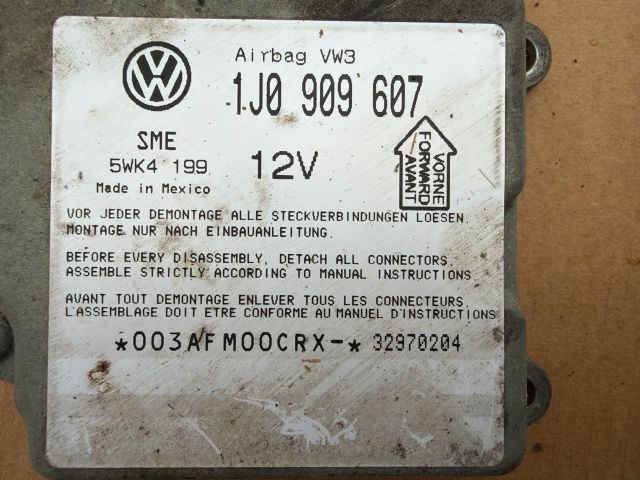 Airbag VW3
1J0 909 607
SME
5WK4 199
12V
Made in Mexico
VORNE
FORWARD
AVANT
VOR JEDER DEMONTAGE ALLE STECKVERBINDUNGEN LOESEN.
MONTAGE NUR NACH EINBAUANLEITUNG.
BEFORE EVERY DISASSEMBLY, DETACH ALL CONNECTORS.
ASSEMBLE STRICTLY ACCORDING TO MANUAL INSTRUCTIONS
AVANT TOUT DEMONTAGE ENLEVER TOUS LES CONNECTEURS.
L'ASSEMBLAGE DOIT ETRE CONFORME AU MANUEL D'INSTRUCTIONS
*003AFM00CRX-* 32970204